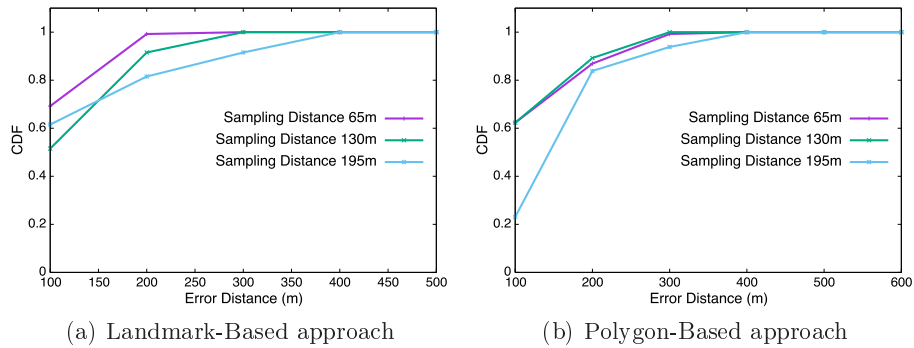 1
0.8
0.6
0.4
0.2
0
CDF
Sampling Distance 65m
Sampling Distance 130m
Sampling Distance 195m
100 150 200 250 300 350 400 450 500
Error Distance (m)
(a) Landmark-Based approach
1
0.8
0.6
0.4
0.2
0
CDF
Sampling Distance 65m
Sampling Distance 130m
Sampling Distance 195m
100 200 300 400 500 600
Error Distance (m)
(b) Polygon-Based approach